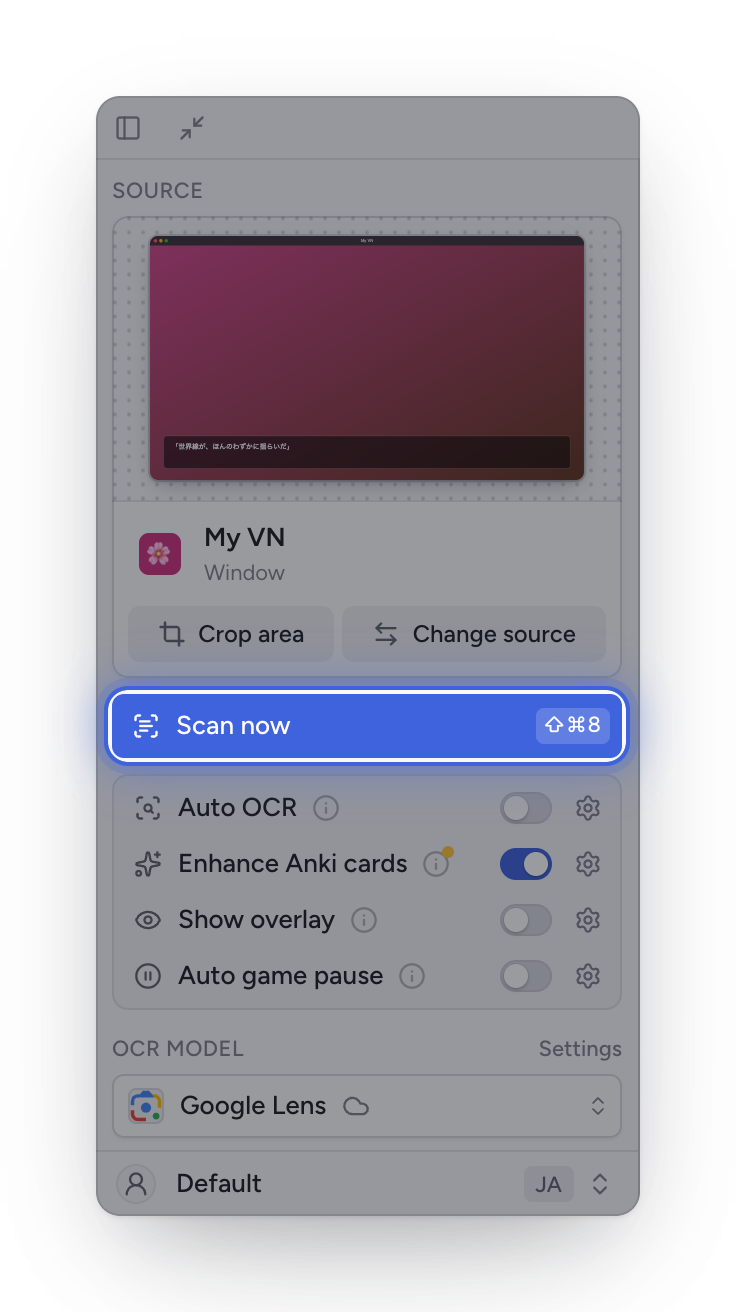 SOURCE
My VN
「世界線が、ほんのわずかに揺らいだ」
My VN
Window
Crop area
Change source
Scan now
⇧⌘8
Auto OCR
Enhance Anki cards
Show overlay
Auto game pause
OCR MODEL
Settings
Google Lens
Default
JA